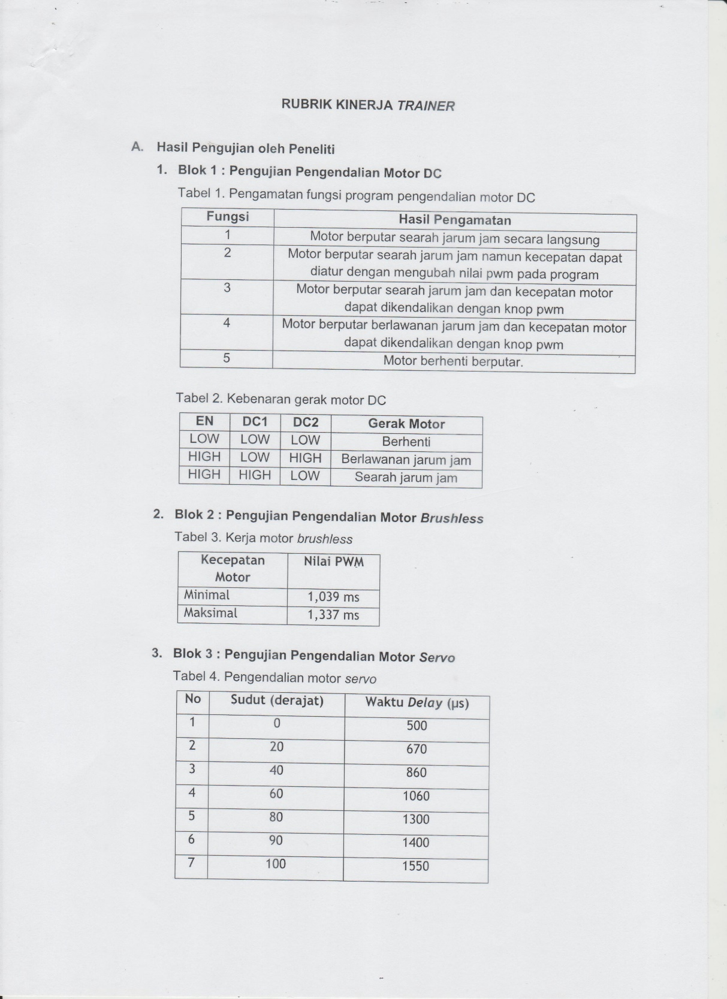 RUBRIK KINERJA TRAINER
A. Hasil Pengujian oleh Peneliti
1. Blok 1 : Pengujian Pengendalian Motor DC
Tabel 1. Pengamatan fungsi program pengendalian motor DC
Fungsi Hasil Pengamatan
1 Motor berputar searah jarum jam secara langsung
2 Motor berputar searah jarum jam namun kecepatan dapat
diatur dengan mengubah nilai pwm pada program
3 Motor berputar searah jarum jam dan kecepatan motor
dapat dikendalikan dengan knop pwm
4 Motor berputar berlawanan jarum jam dan kecepatan motor
dapat dikendalikan dengan knop pwm
5 Motor berhenti berputar.
Tabel 2. Kebenaran gerak motor DC
EN DC1 DC2 Gerak Motor
LOW LOW LOW Berhenti
HIGH LOW HIGH Berlawanan jarum jam
HIGH HIGH LOW Searah jarum jam
2. Blok 2 : Pengujian Pengendalian Motor Brushless
Tabel 3. Kerja motor brushless
Kecepatan Nilai PWM
Motor
Minimal 1,039 ms
Maksimal 1,337 ms
3. Blok 3 : Pengujian Pengendalian Motor Servo
Tabel 4. Pengendalian motor servo
No Sudut (derajat) Waktu Delay (µs)
1 0 500
2 20 670
3 40 860
4 60 1060
5 80 1300
6 90 1400
7 100 1550